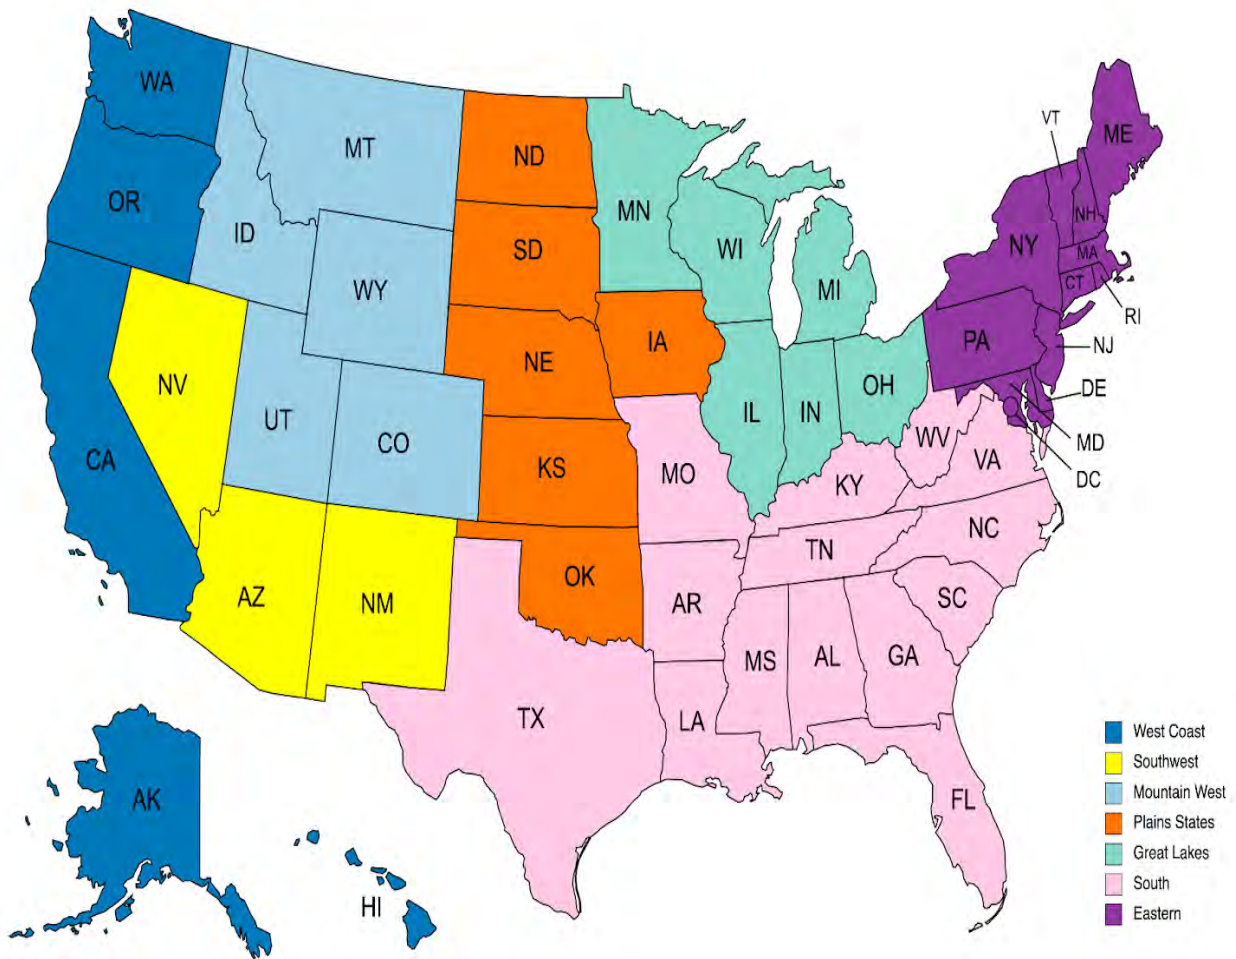 WA
MT
ND
VT
ME
OR
ID
MN
SD
WI
NH
NY
MA
WY
MI
CT
RI
NE
IA
PA
NJ
NV
UT
CO
IL
IN
OH
DE
WV
MD
CA
KS
MO
KY
VA
DC
TN
NC
AZ
NM
OK
AR
SC
MS
AL
GA
TX
LA
AK
HI
FL
West Coast
Southwest
Mountain West
Plains States
Great Lakes
South
Eastern